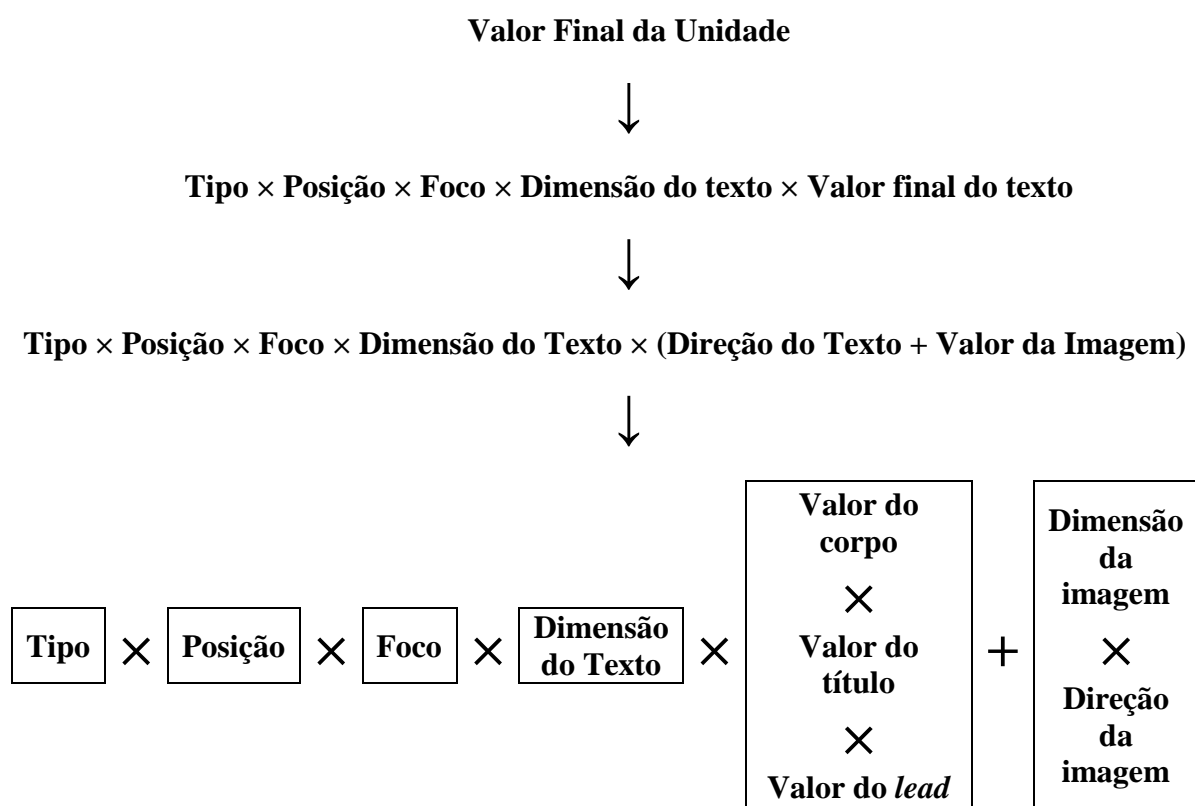 Valor Final da Unidade
↓
Tipo × Posição × Foco × Dimensão do texto × Valor final do texto
↓
Tipo × Posição × Foco × Dimensão do Texto × (Direção do Texto + Valor da Imagem)
↓
Tipo × Posição × Foco × Dimensão
do Texto × Valor do
corpo
×
Valor do
título
×
Valor do lead
+
Dimensão
da
imagem
×
Direção
da
imagem